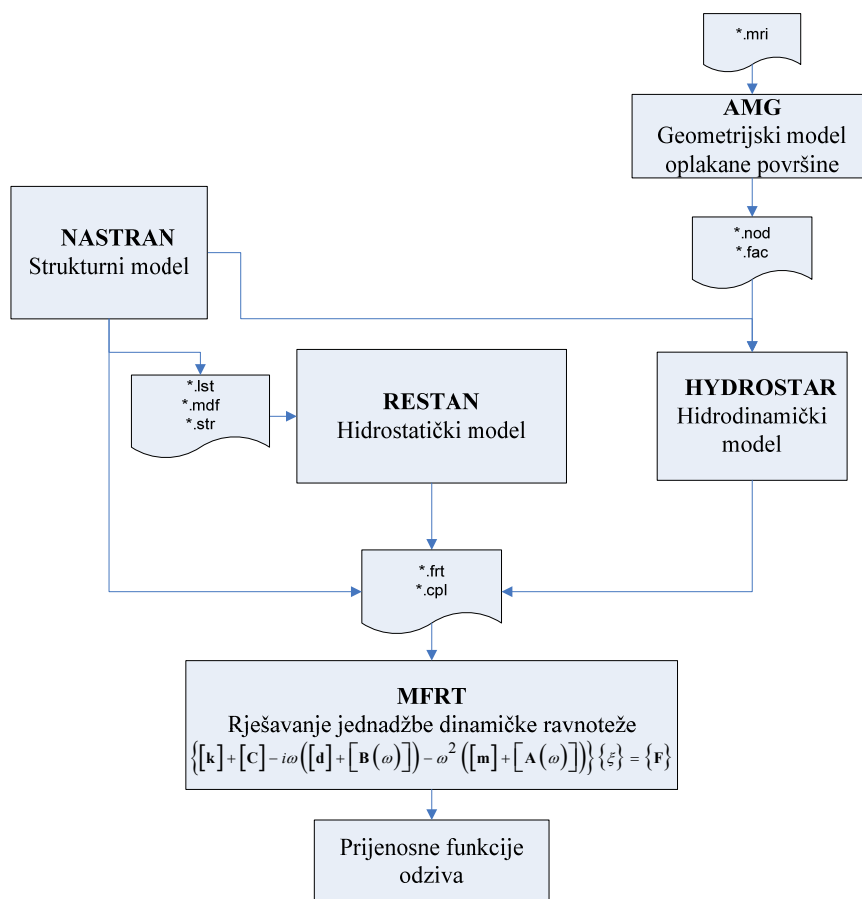 *.mri
AMG
Geometrijski model
oplakane površine
*.nod
*.fac
NASTRAN
Strukturni model
*.lst
*.mdf
*.str
RESTAN
Hidrostatički model
HYDROSTAR
Hidrodinamički
model
*.frt
*.cpl
MFRT
Rješavanje jednadžbe dinamičke ravnoteže
{[k]+[C]-iω([d]+[B(ω)])-ω²([m]+[A(ω)])}{ξ}={F}
Prijenosne funkcije
odziva